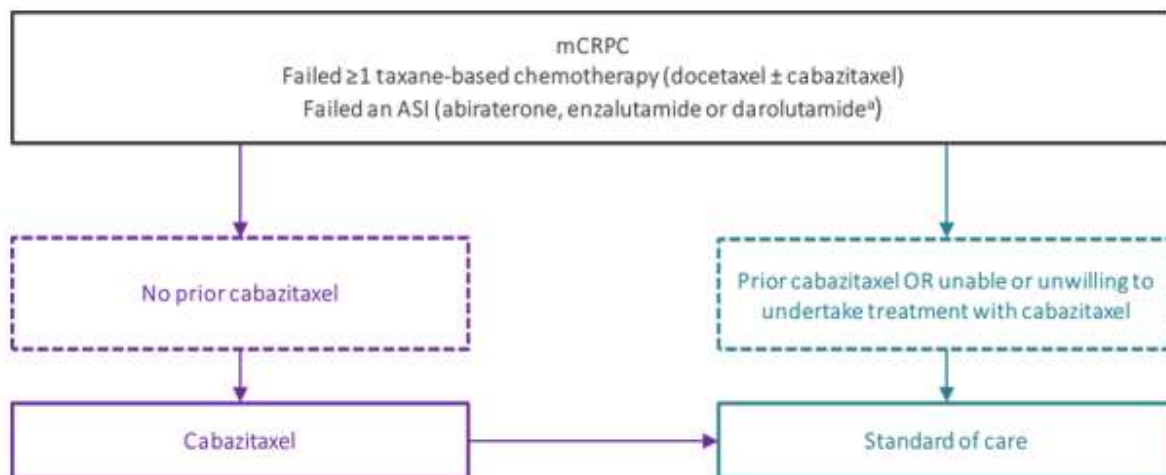 mCRPC
Failed ≥1 taxane-based chemotherapy (docetaxel ± cabazitaxel)
Failed an ASI (abiraterone, enzalutamide or darolutamideᵃ)
No prior cabazitaxel
Prior cabazitaxel OR unable or unwilling to
undertake treatment with cabazitaxel
Cabazitaxel
Standard of care